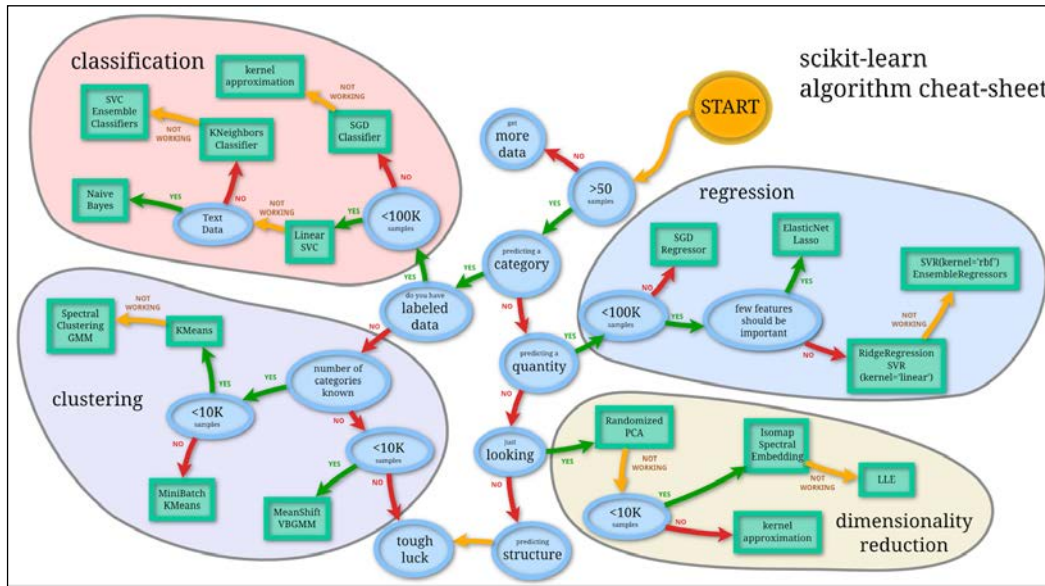 scikit-learn
algorithm cheat-sheet
START
get
more
data
NO
>50
samples
YES
predicting a
category
YES
NO
do you have
labeled
data
YES
NO
predicting a
quantity
YES
NO
just
looking
YES
NO
predicting
structure
tough
luck
classification
kernel
approximation
NOT
WORKING
SGD
Classifier
NO
<100K
samples
YES
Linear
SVC
NOT
WORKING
Text
Data
YES
Naive
Bayes
NO
KNeighbors
Classifier
NOT
WORKING
SVC
Ensemble
Classifiers
regression
<100K
samples
NO
SGD
Regressor
YES
few features
should be
important
YES
ElasticNet
Lasso
NO
RidgeRegression
SVR
(kernel='linear')
NOT
WORKING
SVR(kernel='rbf')
EnsembleRegressors
clustering
number of
categories
known
YES
<10K
samples
YES
KMeans
NOT
WORKING
Spectral
Clustering
GMM
NO
MiniBatch
KMeans
NO
<10K
samples
YES
MeanShift
VBGMM
NO
dimensionality
reduction
Randomized
PCA
NOT
WORKING
<10K
samples
YES
Isomap
Spectral
Embedding
NOT
WORKING
LLE
NO
kernel
approximation